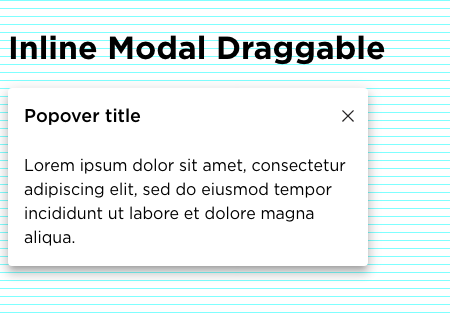 Inline Modal Draggable
Popover title
Lorem ipsum dolor sit amet, consectetur
adipiscing elit, sed do eiusmod tempor
incididunt ut labore et dolore magna
aliqua.